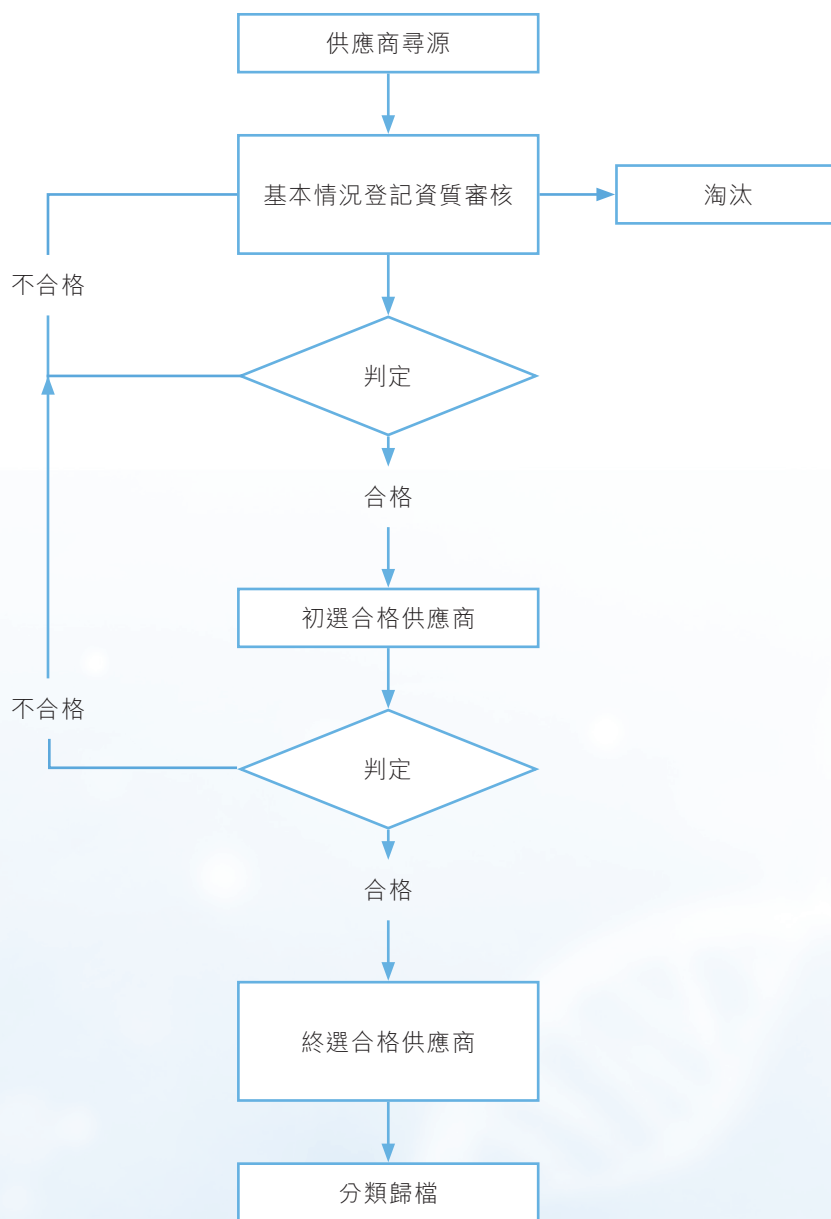 供應商尋源
基本情況登記資質審核
淘汰
不合格
判定
合格
初選合格供應商
不合格
判定
合格
終選合格供應商
分類歸檔